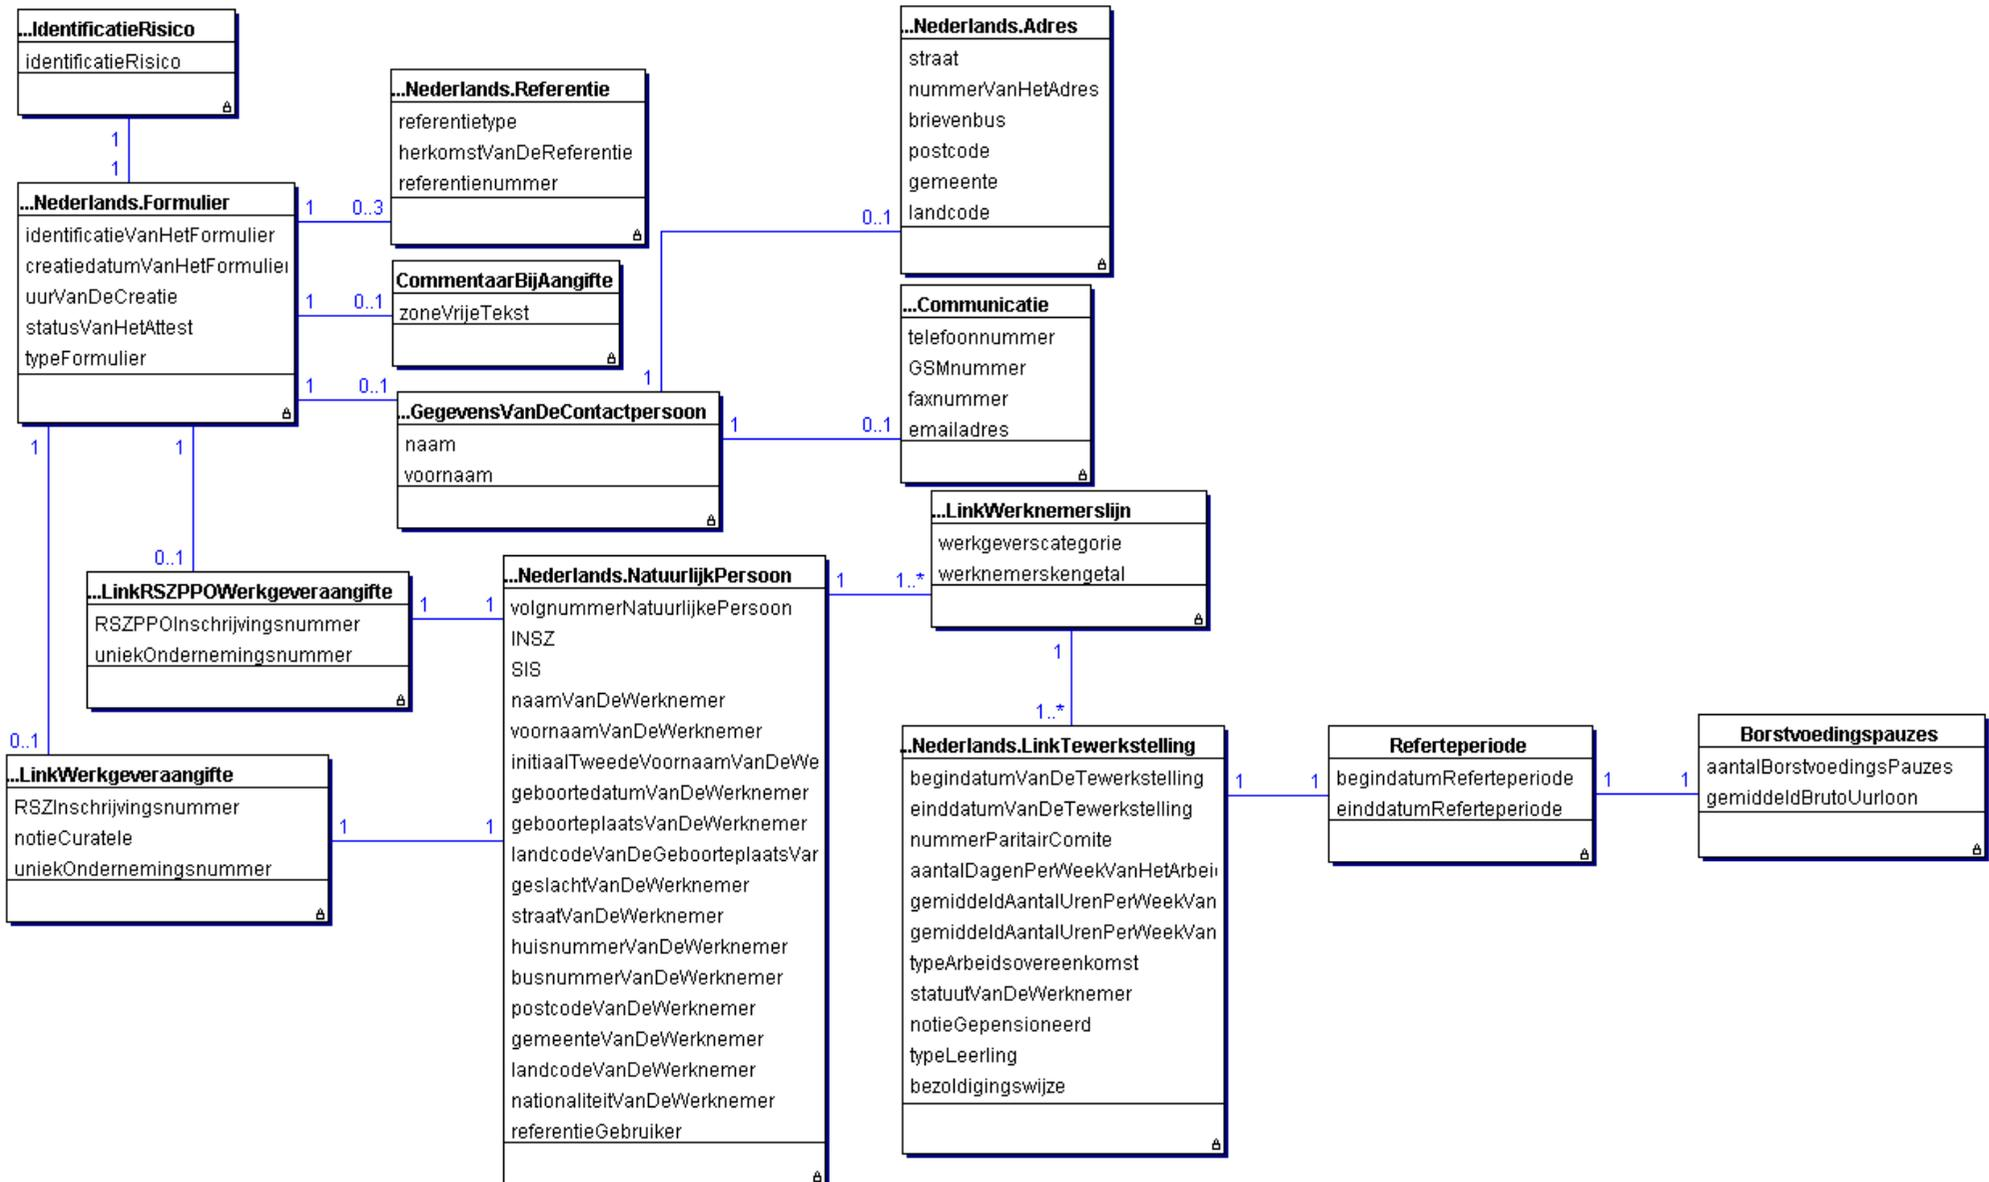 ...IdentificatieRisico
identificatieRisico
1
1
...Nederlands.Formulier
identificatieVanHetFormulier
creatiedatumVanHetFormulier
uurVanDeCreatie
statusVanHetAttest
typeFormulier
1
0..3
...Nederlands.Referentie
referentietype
herkomstVanDeReferentie
referentienummer
1
0..1
CommentaarBijAangifte
zoneVrijeTekst
1
0..1
...GegevensVanDeContactpersoon
naam
voornaam
1
0..1
...Nederlands.Adres
straat
nummerVanHetAdres
brievenbus
postcode
gemeente
landcode
1
0..1
...Communicatie
telefoonnummer
GSMnummer
faxnummer
emailadres
1
0..1
...LinkRSZPPOWerkgeveraangifte
RSZPPOInschrijvingsnummer
uniekOndernemingsnummer
1
1
1
0..1
...LinkWerkgeveraangifte
RSZInschrijvingsnummer
notieCuratele
uniekOndernemingsnummer
1
1
...Nederlands.NatuurlijkPersoon
volgnummerNatuurlijkePersoon
INSZ
SIS
naamVanDeWerknemer
voornaamVanDeWerknemer
initiaalTweedeVoornaamVanDeWe
geboortedatumVanDeWerknemer
geboorteplaatsVanDeWerknemer
landcodeVanDeGeboorteplaatsVar
geslachtVanDeWerknemer
straatVanDeWerknemer
huisnummerVanDeWerknemer
busnummerVanDeWerknemer
postcodeVanDeWerknemer
gemeenteVanDeWerknemer
landcodeVanDeWerknemer
nationaliteitVanDeWerknemer
referentieGebruiker
1
1..*
...LinkWerknemerslijn
werkgeverscategorie
werknemerskengetal
1
1..*
...Nederlands.LinkTewerkstelling
begindatumVanDeTewerkstelling
einddatumVanDeTewerkstelling
nummerParitairComite
aantalDagenPerWeekVanHetArbei
gemiddeldAantalUrenPerWeekVan
gemiddeldAantalUrenPerWeekVan
typeArbeidsovereenkomst
statuutVanDeWerknemer
notieGepensioneerd
typeLeerling
bezoldigingswijze
1
1
Referteperiode
begindatumReferteperiode
einddatumReferteperiode
1
1
Borstvoedingspauzes
aantalBorstvoedingsPauzes
gemiddeldBrutoUurloon